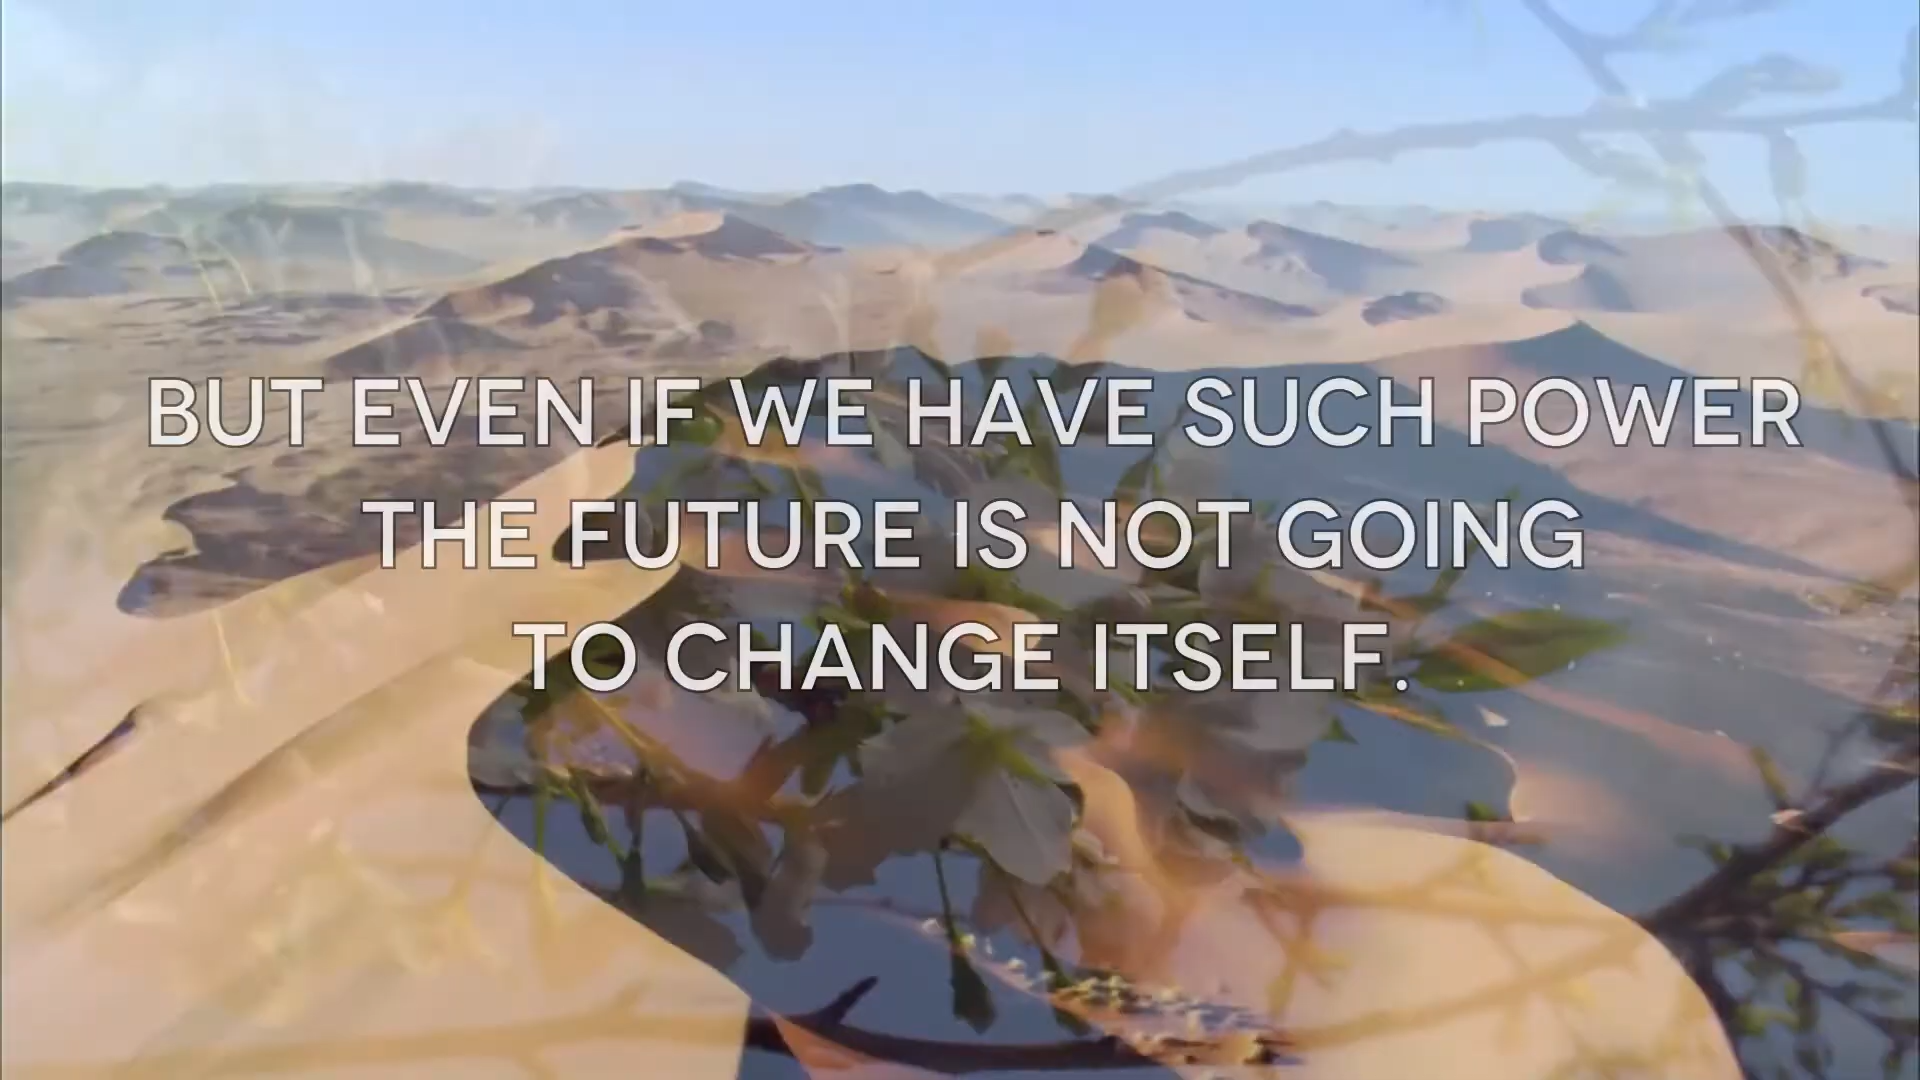 BUT EVEN IF WE HAVE SUCH POWER
THE FUTURE IS NOT GOING
TO CHANGE ITSELF.